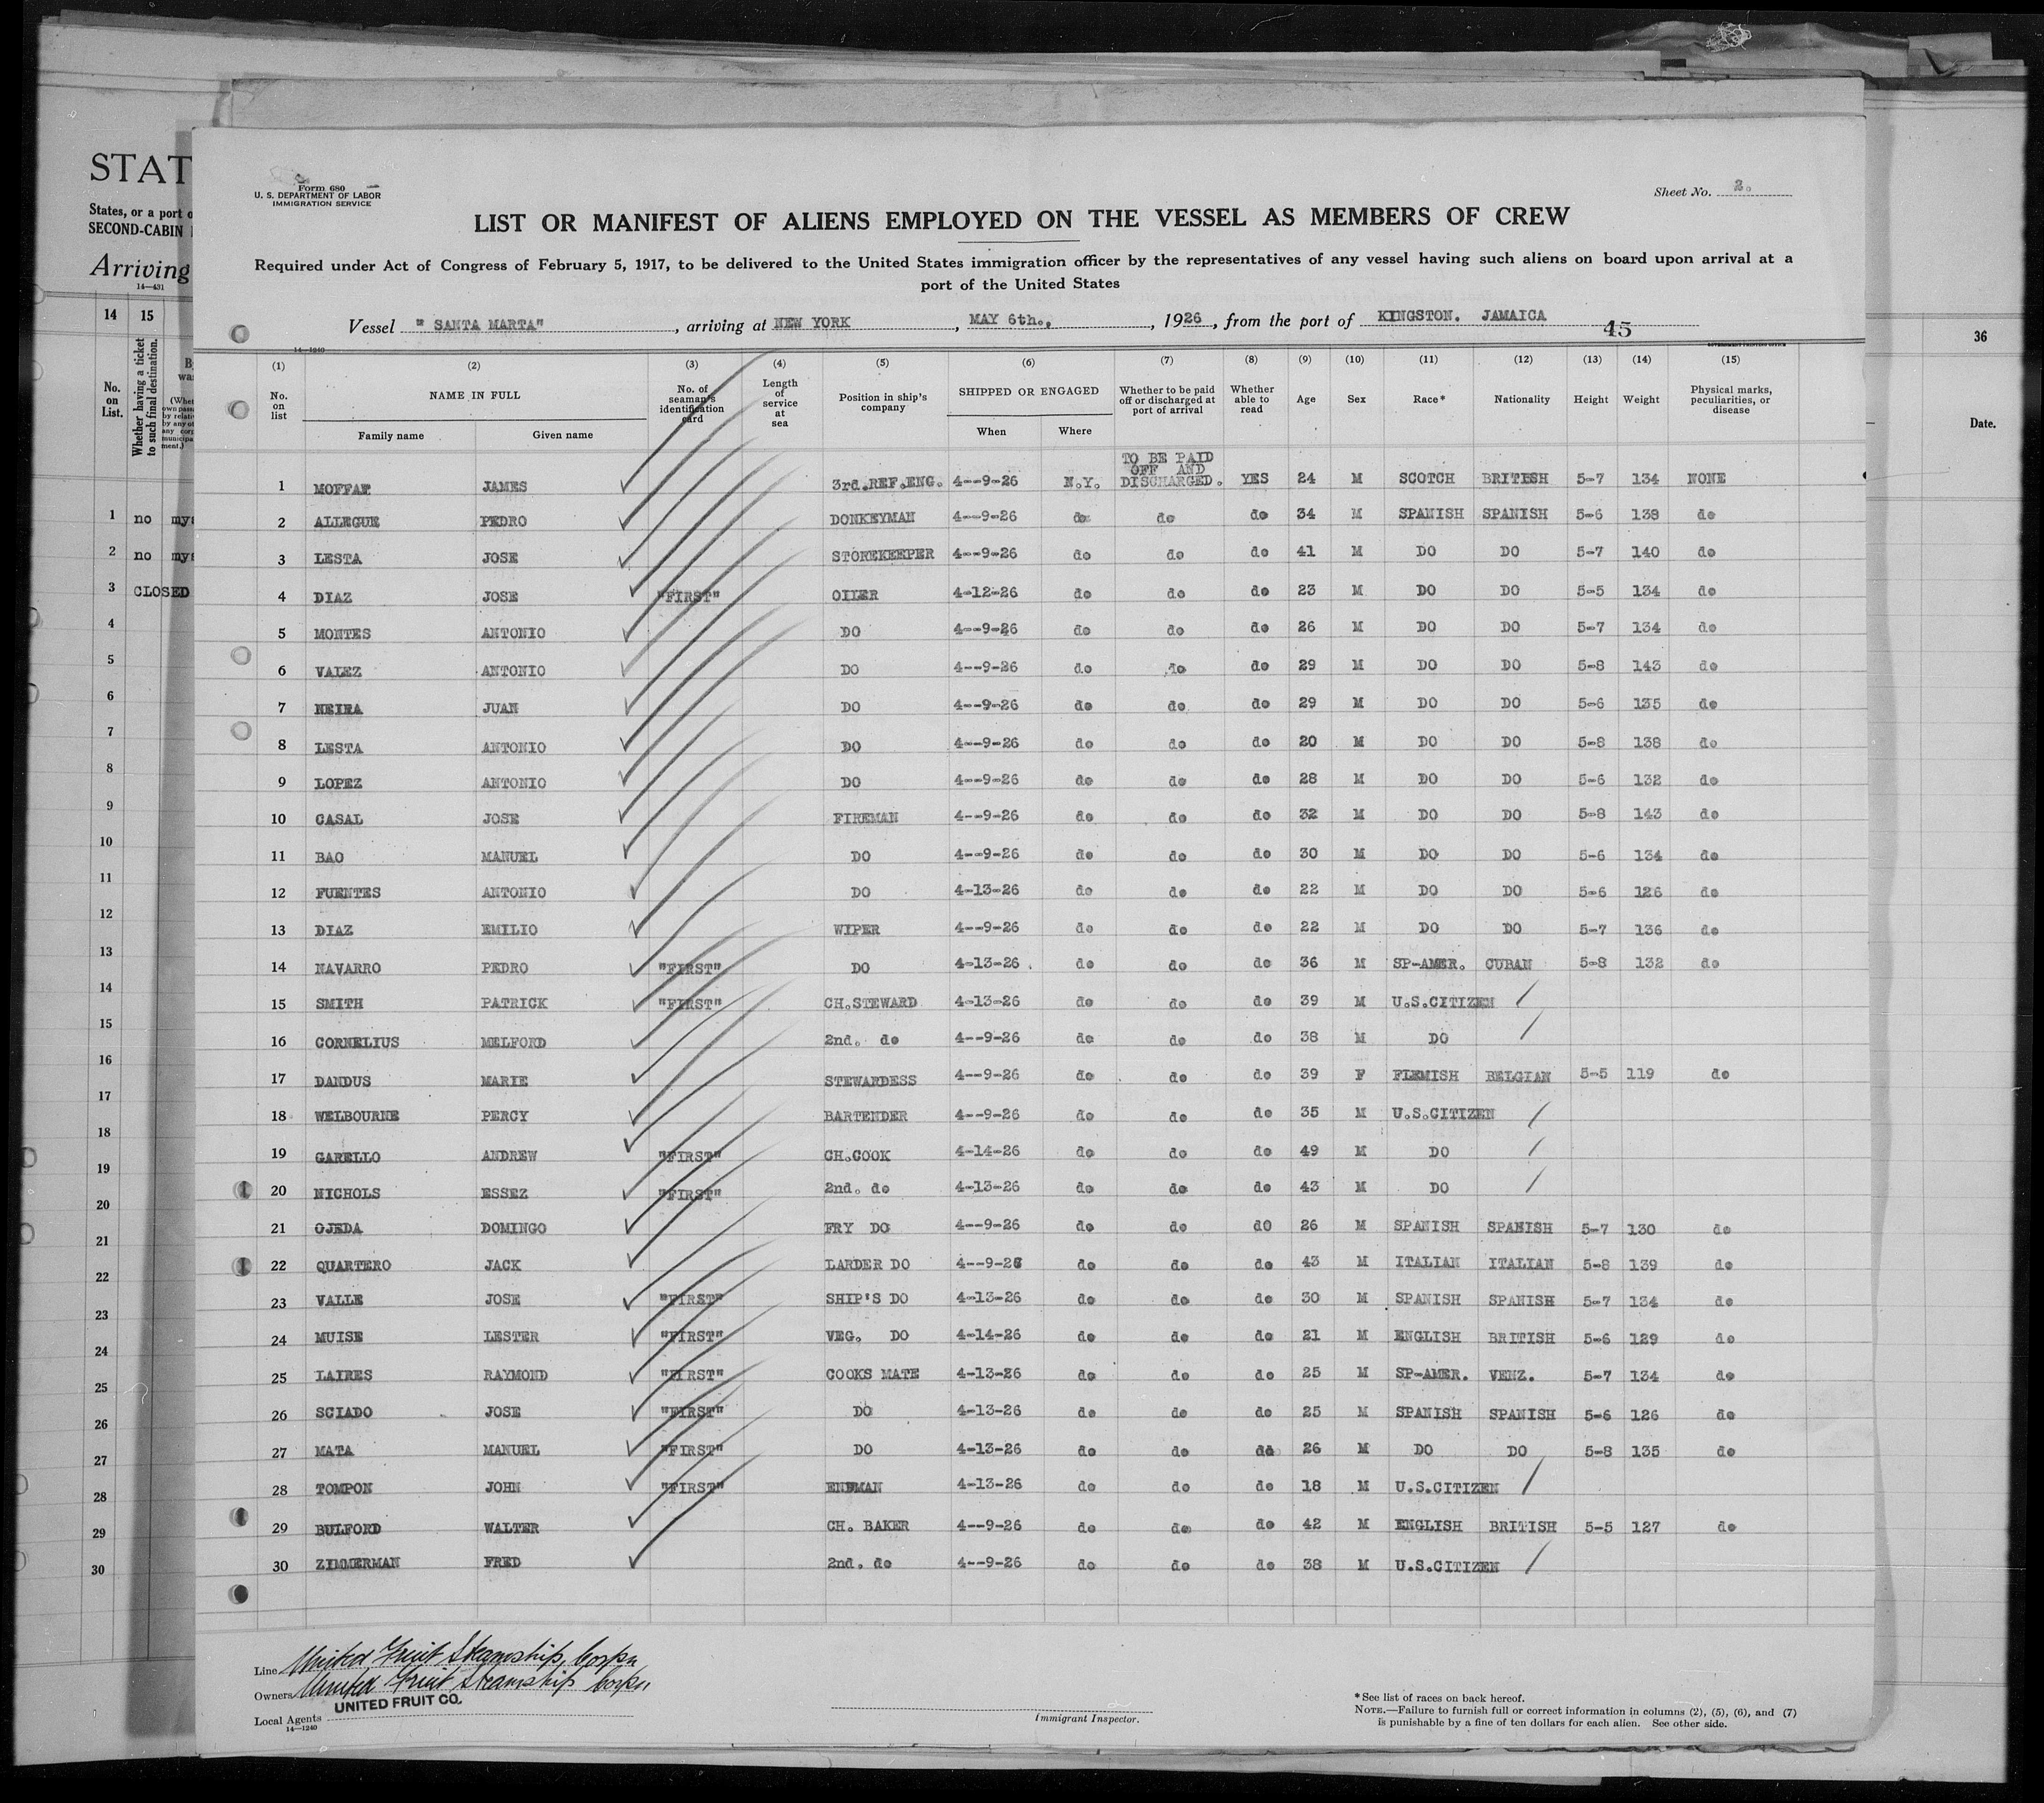 STAT
States, or a port o
SECOND-CABIN
Arriving
14—431
14 15
No. on List.
Whether having a ticket to such final destination.
1 no mys
2 no mys
3 CLOSED
4
5
6
7
8
9
10
11
12
13
14
15
16
17
18
19
20
21
22
23
24
25
26
27
28
29
30
36
Date.
Form 680
U. S. DEPARTMENT OF LABOR
IMMIGRATION SERVICE
Sheet No. 2.
LIST OR MANIFEST OF ALIENS EMPLOYED ON THE VESSEL AS MEMBERS OF CREW
Required under Act of Congress of February 5, 1917, to be delivered to the United States immigration officer by the representatives of any vessel having such aliens on board upon arrival at a
port of the United States
Vessel "SANTA MARTA", arriving at NEW YORK, MAY 6th., 1926, from the port of KINGSTON. JAMAICA
45
14—1240
(1) (2) (3) (4) (5) (6) (7) (8) (9) (10) (11) (12) (13) (14) (15)
No. on list NAME IN FULL No. of seaman's identification card Length of service at sea Position in ship's company SHIPPED OR ENGAGED Whether to be paid off or discharged at port of arrival Whether able to read Age Sex Race* Nationality Height Weight Physical marks, peculiarities, or disease
Family name Given name When Where
1 MOFFAT JAMES 3rd.REF.ENG. 4--9-26 N.Y. TO BE PAID OFF AND DISCHARGED. YES 24 M SCOTCH BRITISH 5-7 134 NONE
2 ALLEGUE PEDRO DONKEYMAN 4--9-26 do do do 34 M SPANISH SPANISH 5-6 138 do
3 LESTA JOSE STOREKEEPER 4--9-26 do do do 41 M DO DO 5-7 140 do
4 DIAZ JOSE "FIRST" OILER 4-12-26 do do do 23 M DO DO 5-5 134 do
5 MONTES ANTONIO DO 4--9-26 do do do 26 M DO DO 5-7 134 do
6 VALEZ ANTONIO DO 4--9-26 do do do 29 M DO DO 5-8 143 do
7 NEIRA JUAN DO 4--9-26 do do do 29 M DO DO 5-6 135 do
8 LESTA ANTONIO DO 4--9-26 do do do 20 M DO DO 5-8 138 do
9 LOPEZ ANTONIO DO 4--9-26 do do do 28 M DO DO 5-6 132 do
10 CASAL JOSE FIREMAN 4--9-26 do do do 32 M DO DO 5-8 143 do
11 BAO MANUEL DO 4--9-26 do do do 30 M DO DO 5-6 134 do
12 FUENTES ANTONIO DO 4-13-26 do do do 22 M DO DO 5-6 126 do
13 DIAZ EMILIO WIPER 4--9-26 do do do 22 M DO DO 5-7 136 do
14 NAVARRO PEDRO "FIRST" DO 4-13-26 do do do 36 M SP-AMER. CUBAN 5-8 132 do
15 SMITH PATRICK "FIRST" CH.STEWARD 4-13-26 do do do 39 M U.S.CITIZEN
16 CORNELIUS MELFORD 2nd. do 4--9-26 do do do 38 M DO
17 DANDUS MARIE STEWARDESS 4--9-26 do do do 39 F FLEMISH BELGIAN 5-5 119 do
18 WELBOURNE PERCY BARTENDER 4--9-26 do do do 35 M U.S.CITIZEN
19 GARELLO ANDREW "FIRST" CH.COOK 4-14-26 do do do 49 M DO
20 NICHOLS ESSEZ "FIRST" 2nd. do 4-13-26 do do do 43 M DO
21 OJEDA DOMINGO FRY DO 4--9-26 do do do 26 M SPANISH SPANISH 5-7 130 do
22 QUARTERO JACK LARDER DO 4--9-26 do do do 43 M ITALIAN ITALIAN 5-8 139 do
23 VALLE JOSE "FIRST" SHIP'S DO 4-13-26 do do do 30 M SPANISH SPANISH 5-7 134 do
24 MUISE LESTER "FIRST" VEG. DO 4-14-26 do do do 21 M ENGLISH BRITISH 5-6 129 do
25 LAIRES RAYMOND "FIRST" COOKS MATE 4-13-26 do do do 25 M SP-AMER. VENZ. 5-7 134 do
26 SCIADO JOSE "FIRST" DO 4-13-26 do do do 25 M SPANISH SPANISH 5-6 126 do
27 MATA MANUEL "FIRST" DO 4-13-26 do do do 26 M DO DO 5-8 135 do
28 TOMPON JOHN "FIRST" 4-13-26 do do do 18 M U.S.CITIZEN
29 BULFORD WALTER CH. BAKER 4--9-26 do do do 42 M ENGLISH BRITISH 5-5 127 do
30 ZIMMERMAN FRED 2nd. do 4--9-26 do do do 38 M U.S.CITIZEN
Line United Fruit Steamship Corpn
Owners United Fruit Steamship Corpn
Local Agents UNITED FRUIT CO.
14—1240
Immigrant Inspector.
*See list of races on back hereof.
NOTE.—Failure to furnish full or correct information in columns (2), (5), (6), and (7)
is punishable by a fine of ten dollars for each alien. See other side.